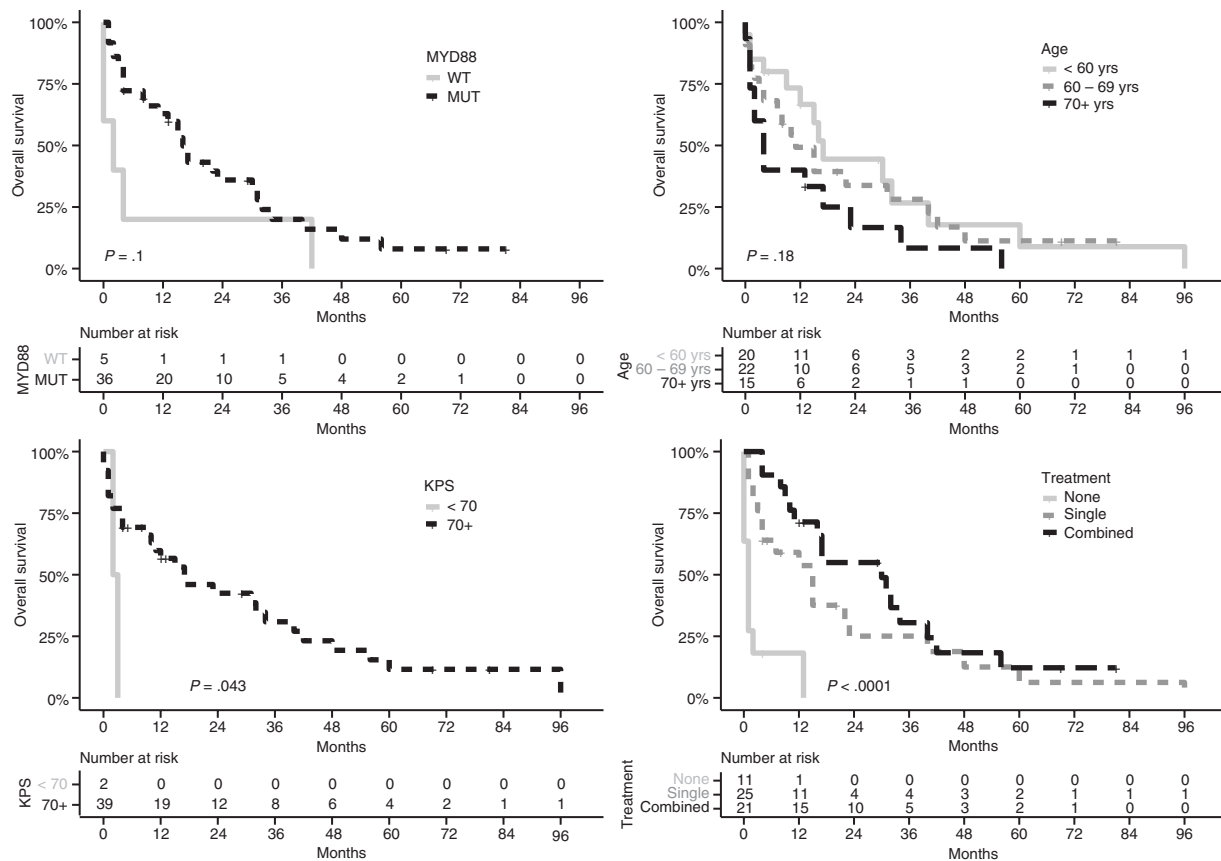 100%
75%
50%
25%
0%
Overall survival
MYD88
WT
MUT
P = .1
0 12 24 36 48 60 72 84 96
Months
Number at risk
MYD88
WT 5 1 1 1 0 0 0 0 0
MUT 36 20 10 5 4 2 1 0 0
0 12 24 36 48 60 72 84 96
Months
100%
75%
50%
25%
0%
Overall survival
Age
< 60 yrs
60 – 69 yrs
70+ yrs
P = .18
0 12 24 36 48 60 72 84 96
Months
Number at risk
Age
< 60 yrs 20 11 6 3 2 2 1 1 1
60 – 69 yrs 22 10 6 5 3 2 1 0 0
70+ yrs 15 6 2 1 1 0 0 0 0
0 12 24 36 48 60 72 84 96
Months
100%
75%
50%
25%
0%
Overall survival
KPS
< 70
70+
P = .043
0 12 24 36 48 60 72 84 96
Months
Number at risk
KPS
< 70 2 0 0 0 0 0 0 0 0
70+ 39 19 12 8 6 4 2 1 1
0 12 24 36 48 60 72 84 96
Months
100%
75%
50%
25%
0%
Overall survival
Treatment
None
Single
Combined
P < .0001
0 12 24 36 48 60 72 84 96
Months
Number at risk
Treatment
None 11 1 0 0 0 0 0 0 0
Single 25 11 4 4 3 2 1 1 1
Combined 21 15 10 5 3 2 1 0 0
0 12 24 36 48 60 72 84 96
Months